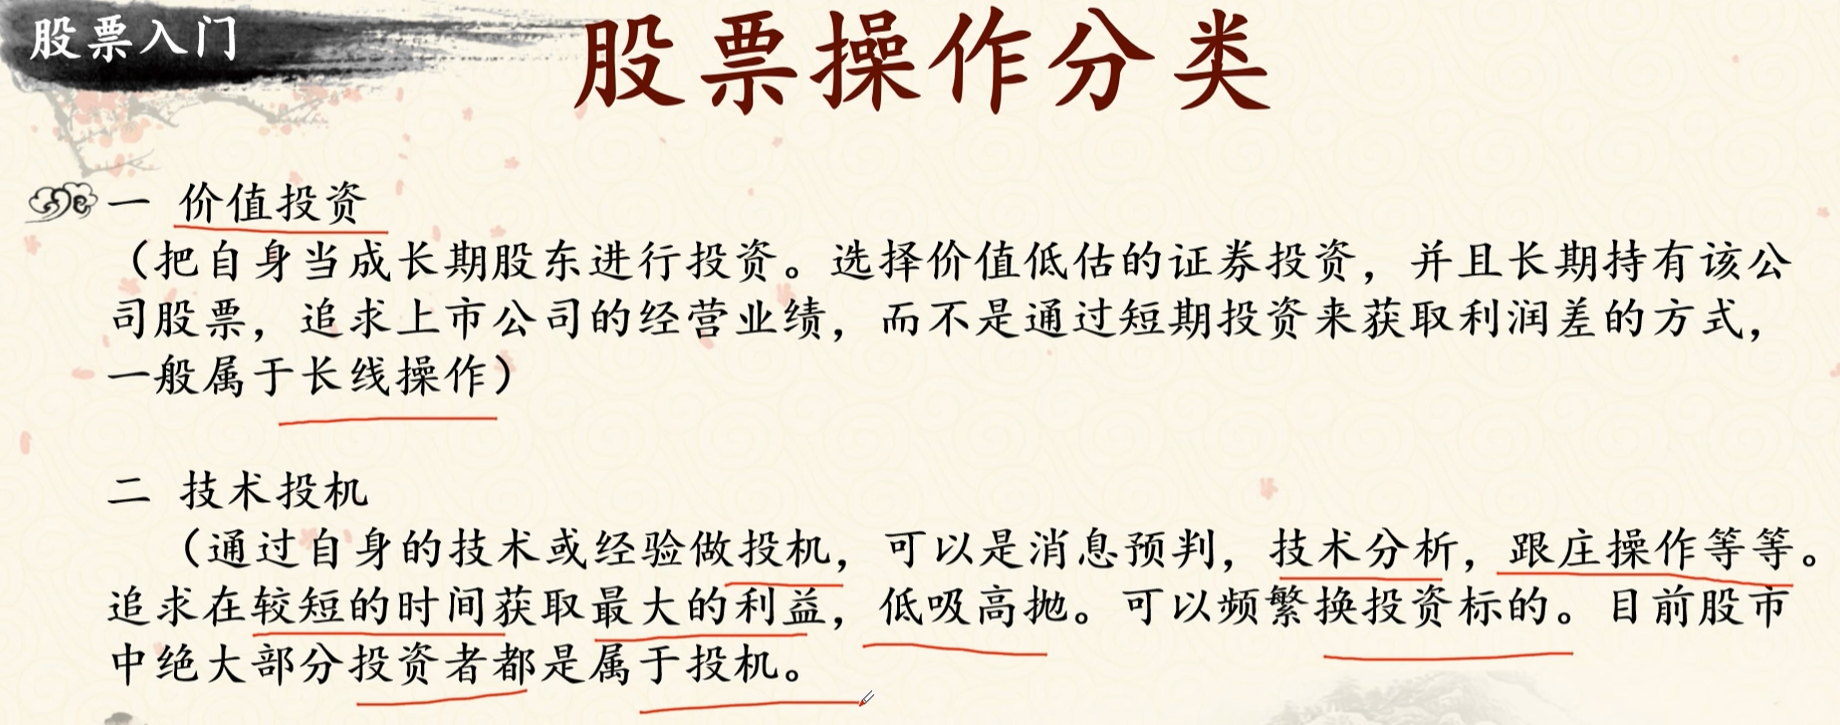 股票入门
股票操作分类
一 价值投资
（把自身当成长期股东进行投资。选择价值低估的证券投资，并且长期持有该公
司股票，追求上市公司的经营业绩，而不是通过短期投资来获取利润差的方式，
一般属于长线操作）
二 技术投机
（通过自身的技术或经验做投机，可以是消息预判，技术分析，跟庄操作等等。
追求在较短的时间获取最大的利益，低吸高抛。可以频繁换投资标的。目前股市
中绝大部分投资者都是属于投机。